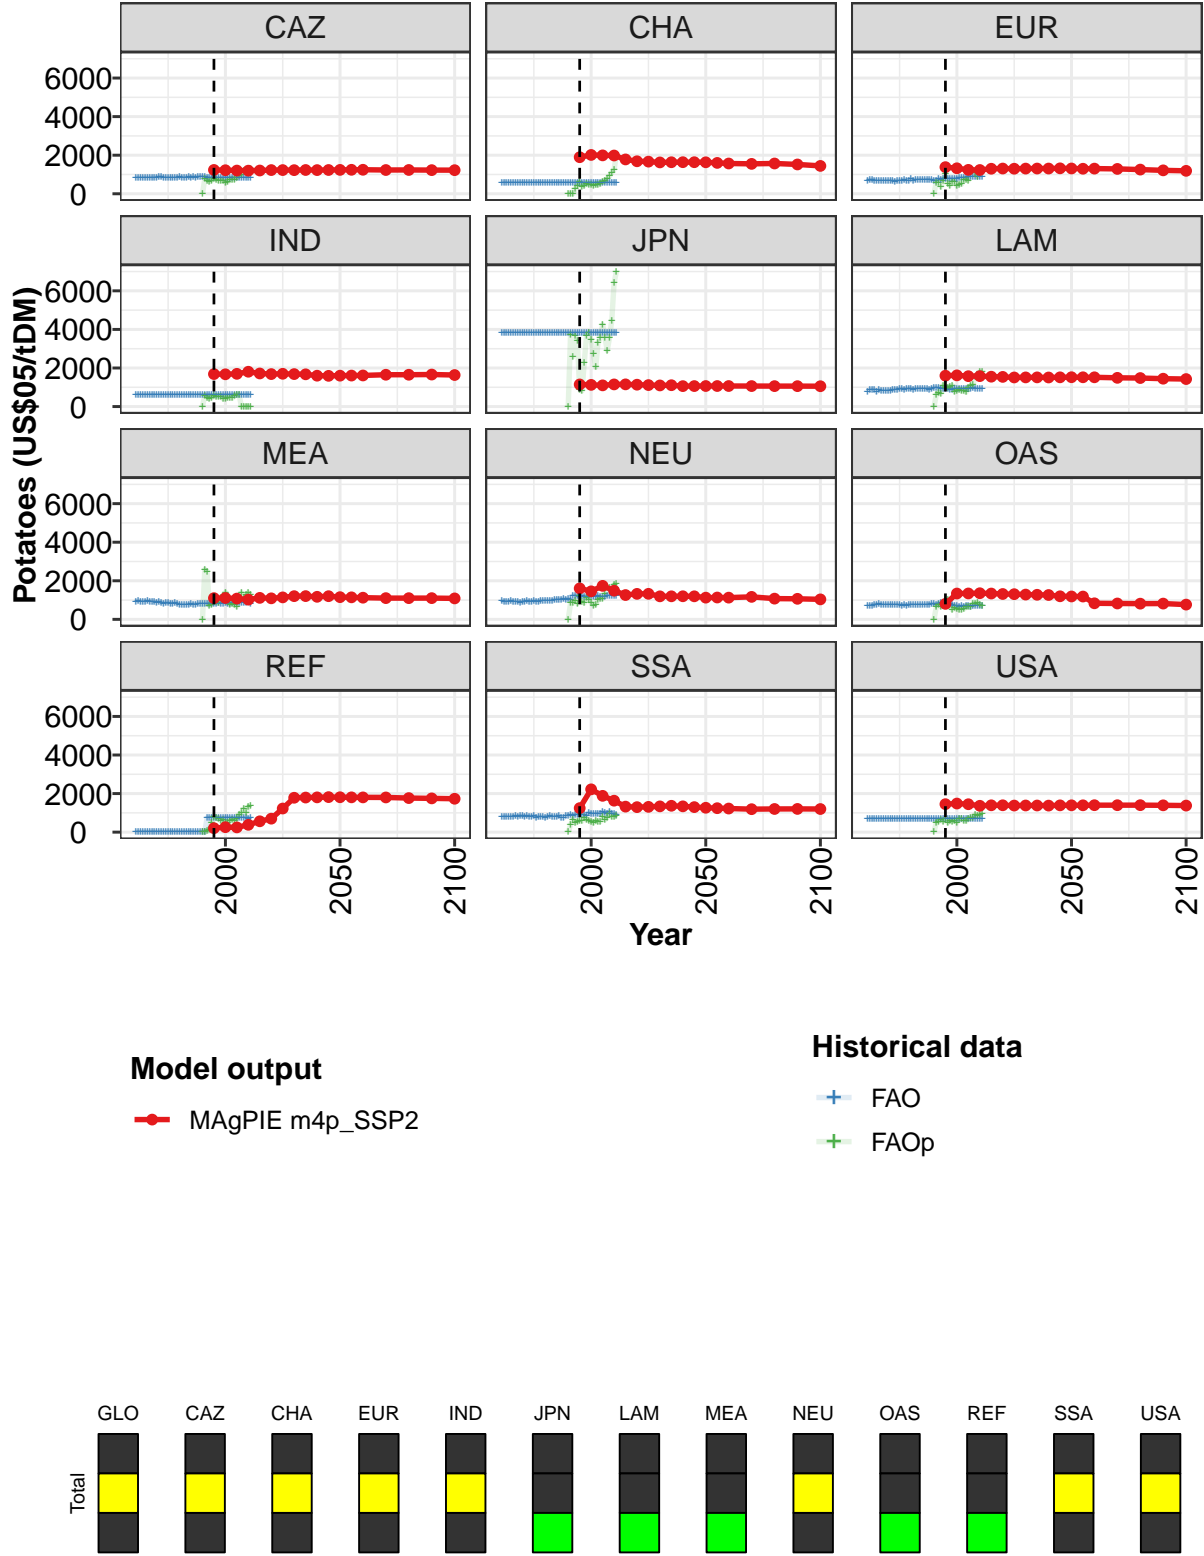 CAZ CHA EUR
6000
4000
2000
0
IND JPN LAM
6000
4000
2000
0
Potatoes (US$05/tDM)
MEA NEU OAS
6000
4000
2000
0
REF SSA USA
6000
4000
2000
0
2000 2050 2100 2000 2050 2100 2000 2050 2100
Year
Model output
MAgPIE m4p_SSP2
Historical data
FAO
FAOp
GLO CAZ CHA EUR IND JPN LAM MEA NEU OAS REF SSA USA
Total